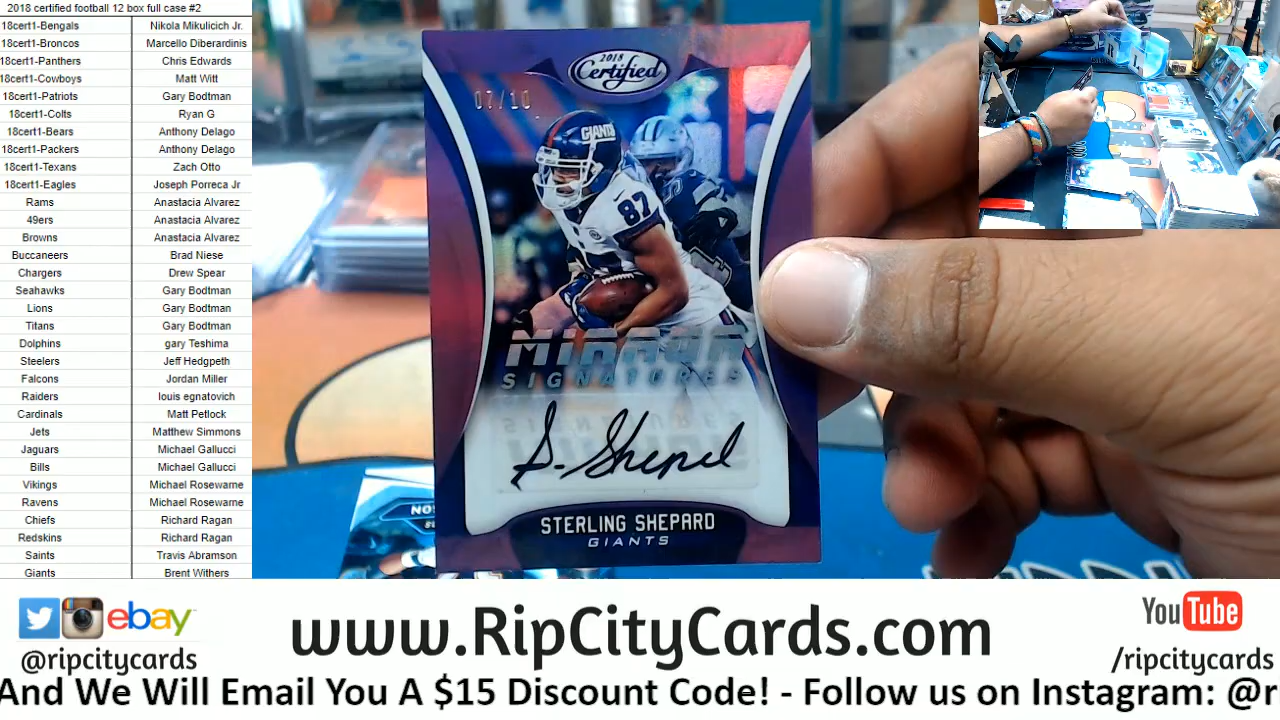 2018 certified football 12 box full case #2
18cert1-Bengals Nikola Mikulicich Jr.
18cert1-Broncos Marcello Diberardinis
18cert1-Panthers Chris Edwards
18cert1-Cowboys Matt Witt
18cert1-Patriots Gary Bodtman
18cert1-Colts Ryan G
18cert1-Bears Anthony Delago
18cert1-Packers Anthony Delago
18cert1-Texans Zach Otto
18cert1-Eagles Joseph Porreca Jr
Rams Anastacia Alvarez
49ers Anastacia Alvarez
Browns Anastacia Alvarez
Buccaneers Brad Niese
Chargers Drew Spear
Seahawks Gary Bodtman
Lions Gary Bodtman
Titans Gary Bodtman
Dolphins gary Teshima
Steelers Jeff Hedgpeth
Falcons Jordan Miller
Raiders louis egnatovich
Cardinals Matt Petlock
Jets Matthew Simmons
Jaguars Michael Gallucci
Bills Michael Gallucci
Vikings Michael Rosewarne
Ravens Michael Rosewarne
Chiefs Richard Ragan
Redskins Richard Ragan
Saints Travis Abramson
Giants Brent Withers
2018
Certified
07/10
GIANTS
87
MIRROR
SIGNATURES
S. Shepard
STERLING SHEPARD
GIANTS
NO
ebay
@ripcitycards
www.RipCityCards.com
YouTube
/ripcitycards
And We Will Email You A $15 Discount Code! - Follow us on Instagram: @r